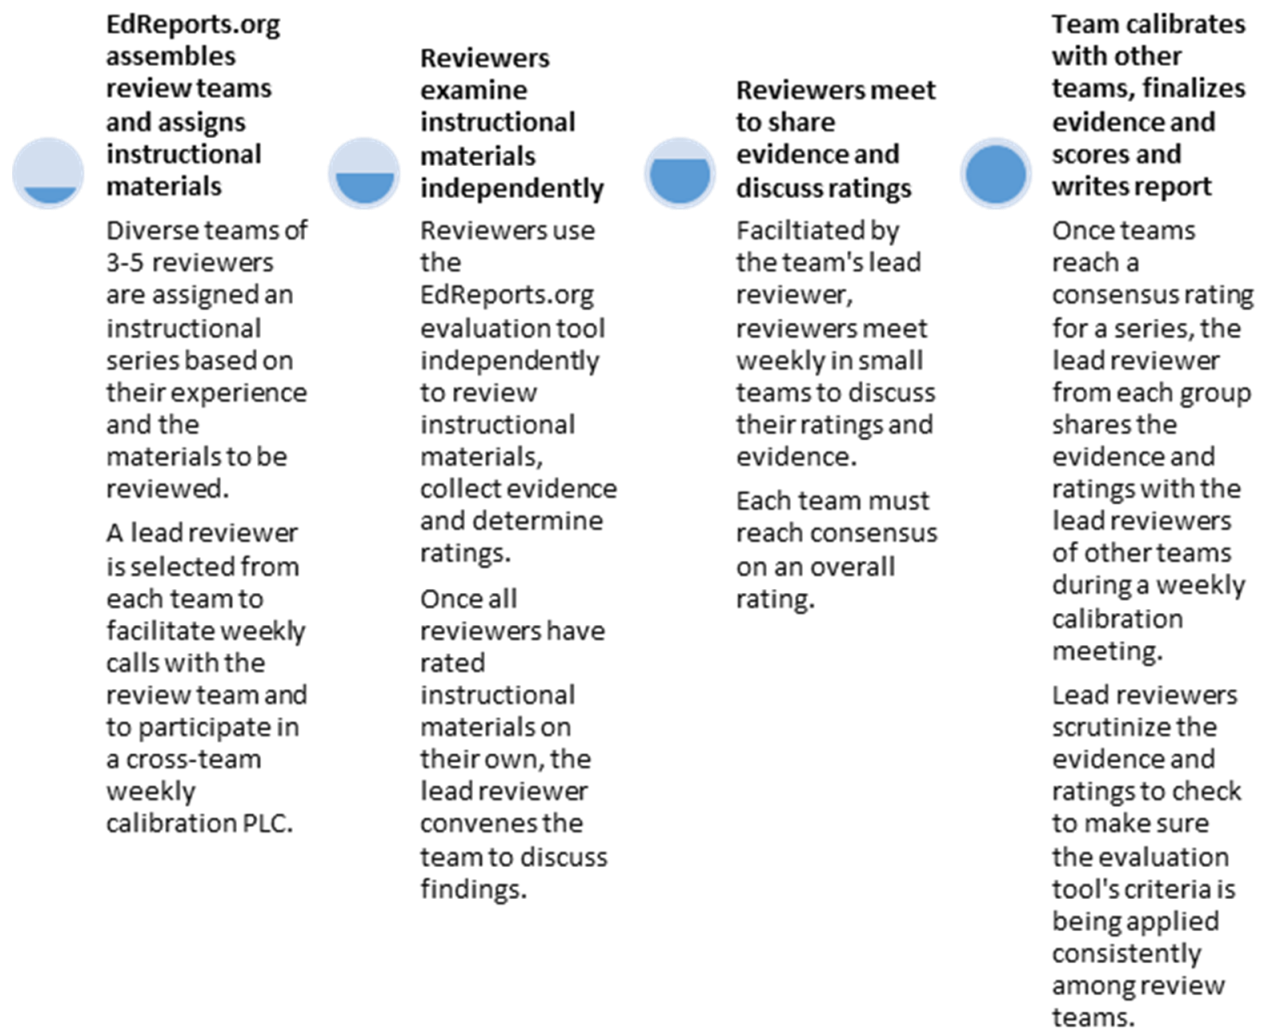 EdReports.org
assembles
review teams
and assigns
instructional
materials
Diverse teams of
3-5 reviewers
are assigned an
instructional
series based on
their experience
and the
materials to be
reviewed.
A lead reviewer
is selected from
each team to
facilitate weekly
calls with the
review team and
to participate in
a cross-team
weekly
calibration PLC.
Reviewers
examine
instructional
materials
independently
Reviewers use
the
EdReports.org
evaluation tool
independently
to review
instructional
materials,
collect evidence
and determine
ratings.
Once all
reviewers have
rated
instructional
materials on
their own, the
lead reviewer
convenes the
team to discuss
findings.
Reviewers meet
to share
evidence and
discuss ratings
Faciltiated by
the team's lead
reviewer,
reviewers meet
weekly in small
teams to discuss
their ratings and
evidence.
Each team must
reach consensus
on an overall
rating.
Team calibrates
with other
teams, finalizes
evidence and
scores and
writes report
Once teams
reach a
consensus rating
for a series, the
lead reviewer
from each group
shares the
evidence and
ratings with the
lead reviewers
of other teams
during a weekly
calibration
meeting.
Lead reviewers
scrutinize the
evidence and
ratings to check
to make sure
the evaluation
tool's criteria is
being applied
consistently
among review
teams.